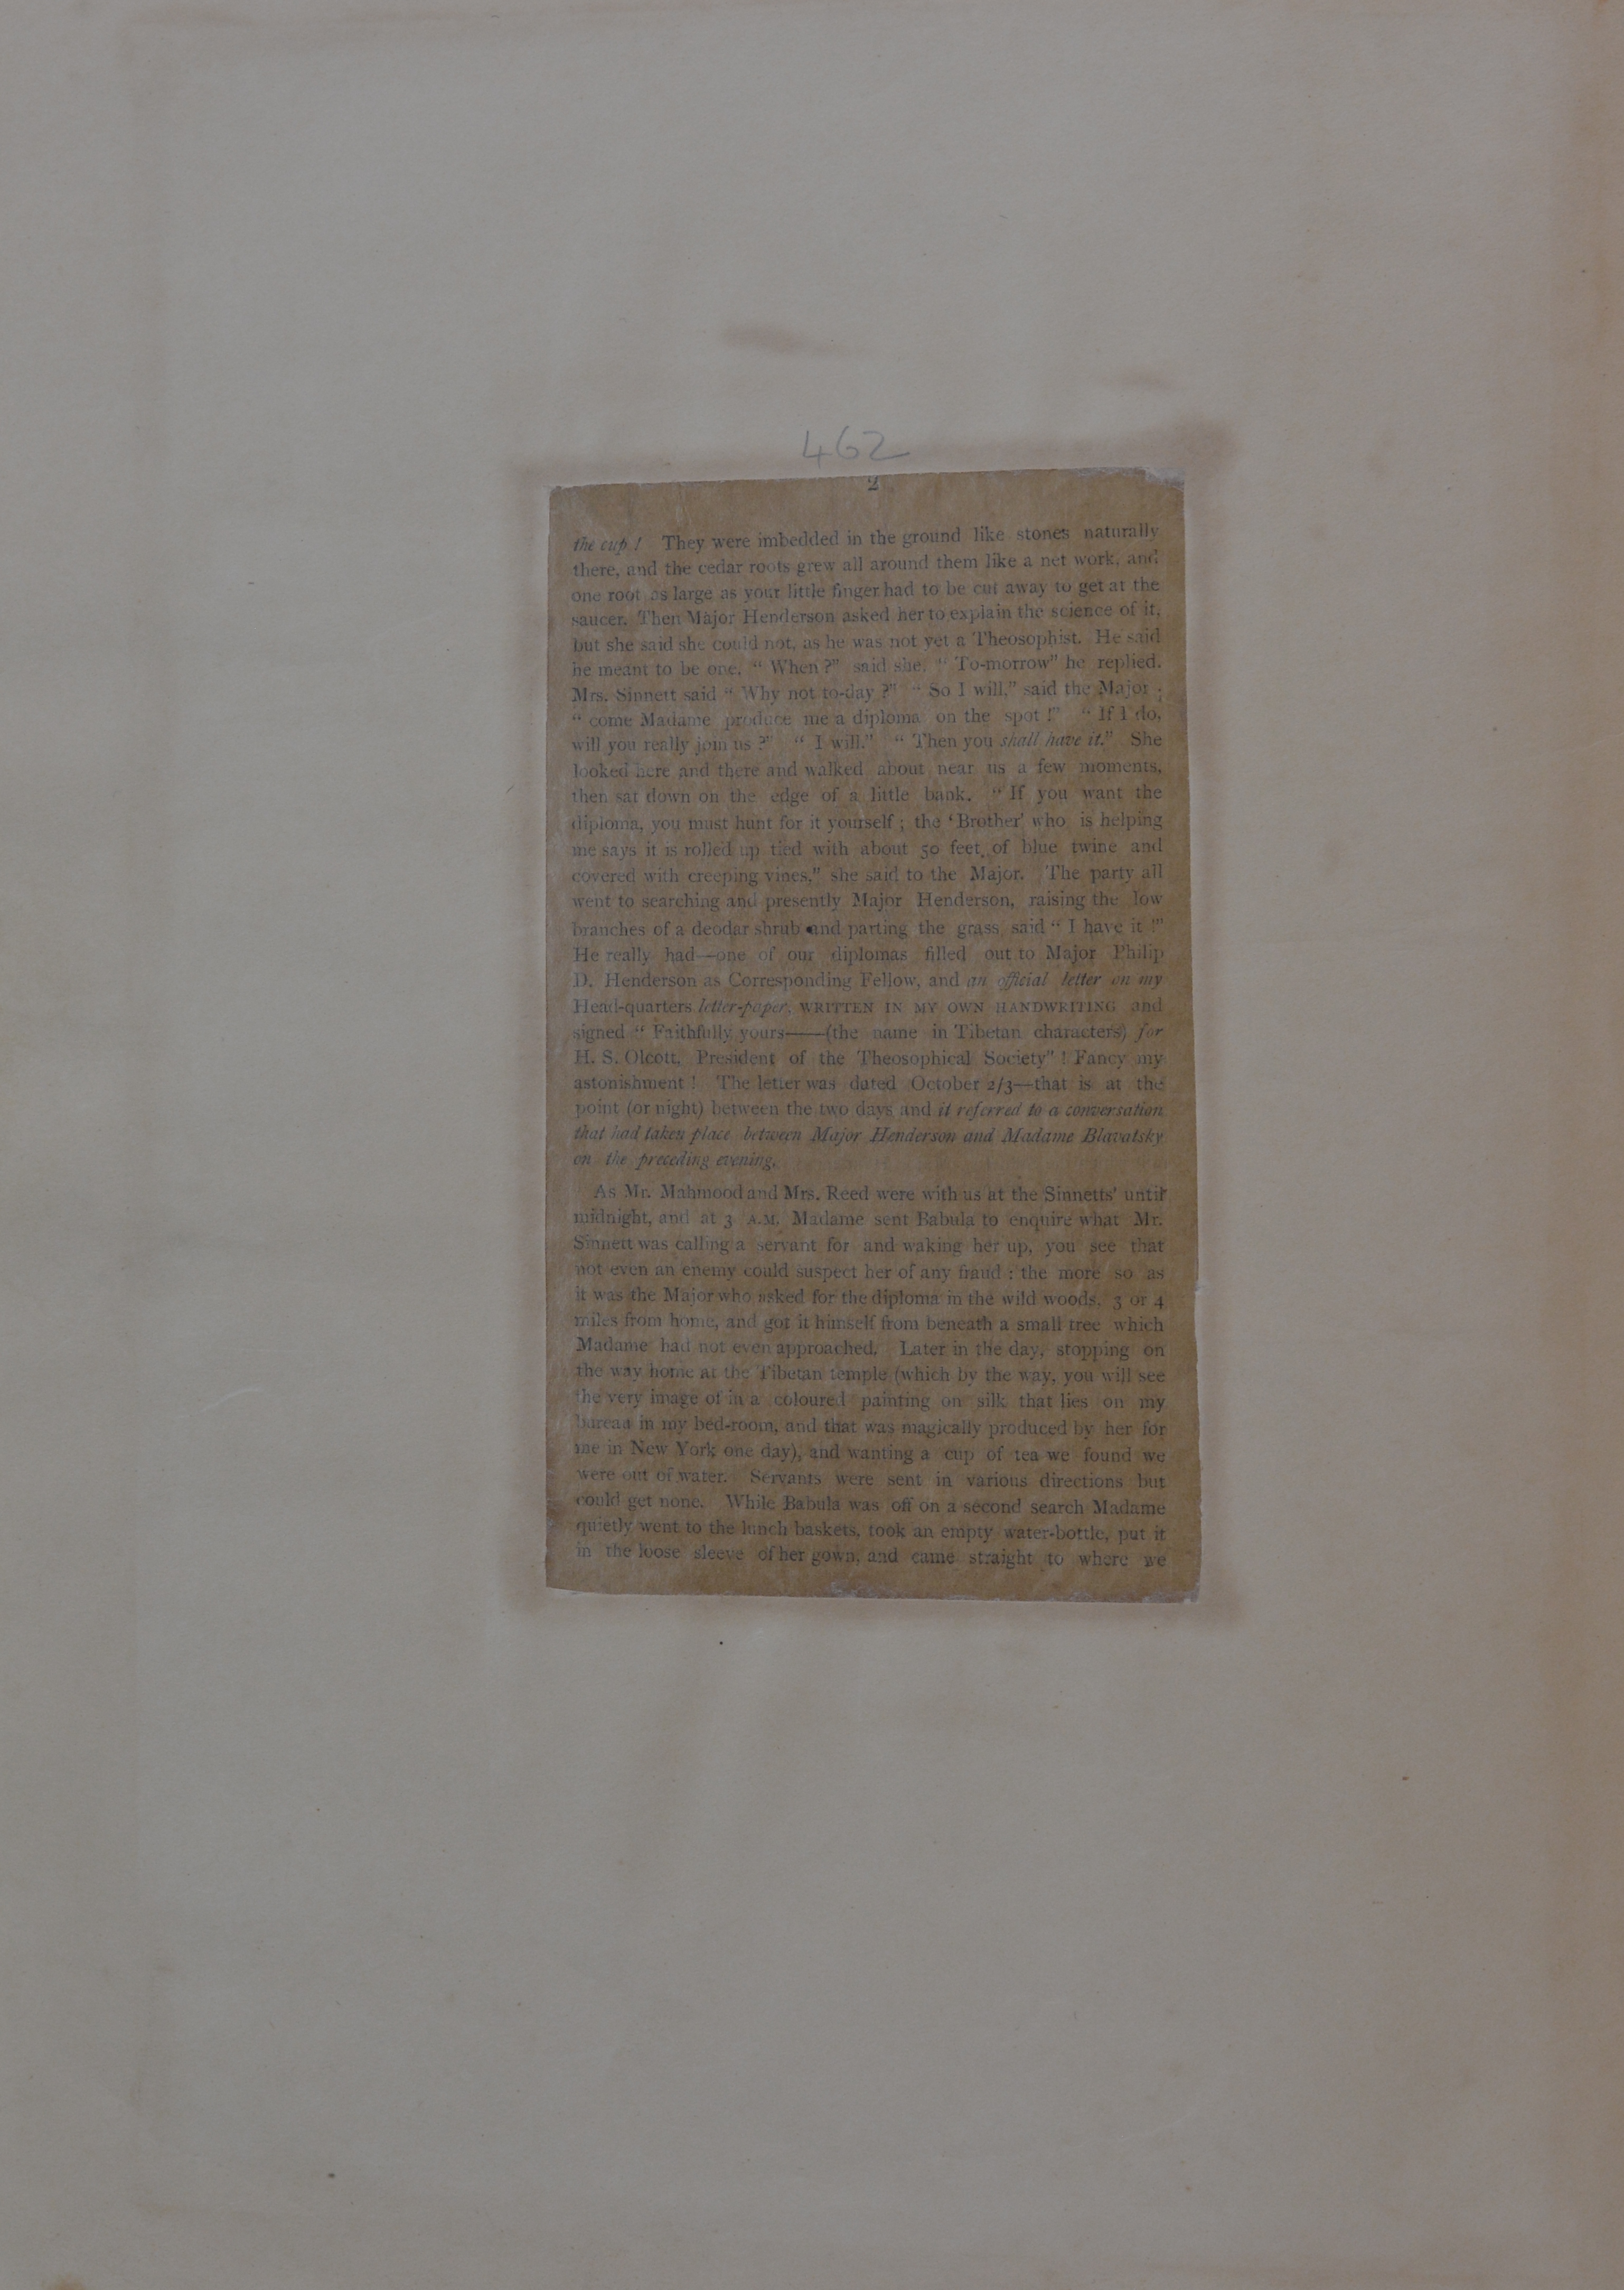 462
2
the cup ! They were imbedded in the ground like stones naturally
there, and the cedar roots grew all around them like a net work, and
one root as large as your little finger had to be cut away to get at the
saucer. Then Major Henderson asked her to explain the science of it,
but she said she could not, as he was not yet a Theosophist. He said
he meant to be one. “ When ?” said she. “ To-morrow” he replied.
Mrs. Sinnett said “ Why not to-day ?” “ So I will,” said the Major ;
“ come Madame produce me a diploma on the spot !” “ If I do,
will you really join us ?” “ I will.” “ Then you shall have it.” She
looked here and there and walked about near us a few moments,
then sat down on the edge of a little bank. “ If you want the
diploma, you must hunt for it yourself ; the ‘Brother’ who is helping
me says it is rolled up tied with about 50 feet of blue twine and
covered with creeping vines,” she said to the Major. The party all
went to searching and presently Major Henderson, raising the low
branches of a deodar shrub and parting the grass, said “ I have it !”
He really had—one of our diplomas filled out to Major Philip
D. Henderson as Corresponding Fellow, and an official letter on my
Head-quarters letter-paper, WRITTEN IN MY OWN HANDWRITING and
signed “ Faithfully yours——(the name in Tibetan characters) for
H. S. Olcott, President of the Theosophical Society” ! Fancy my
astonishment ! The letter was dated October 2/3—that is at the
point (or night) between the two days and it referred to a conversation
that had taken place between Major Henderson and Madame Blavatsky
on the preceding evening.
As Mr. Mahmood and Mrs. Reed were with us at the Sinnetts’ until
midnight, and at 3 A.M. Madame sent Babula to enquire what Mr.
Sinnett was calling a servant for and waking her up, you see that
not even an enemy could suspect her of any fraud : the more so as
it was the Major who asked for the diploma in the wild woods, 3 or 4
miles from home, and got it himself from beneath a small tree which
Madame had not even approached. Later in the day, stopping on
the way home at the Tibetan temple (which by the way, you will see
the very image of in a coloured painting on silk that lies on my
bureau in my bed-room, and that was magically produced by her for
me in New York one day), and wanting a cup of tea we found we
were out of water. Servants were sent in various directions but
could get none. While Babula was off on a second search Madame
quietly went to the lunch baskets, took an empty water-bottle, put it
in the loose sleeve of her gown, and came straight to where we